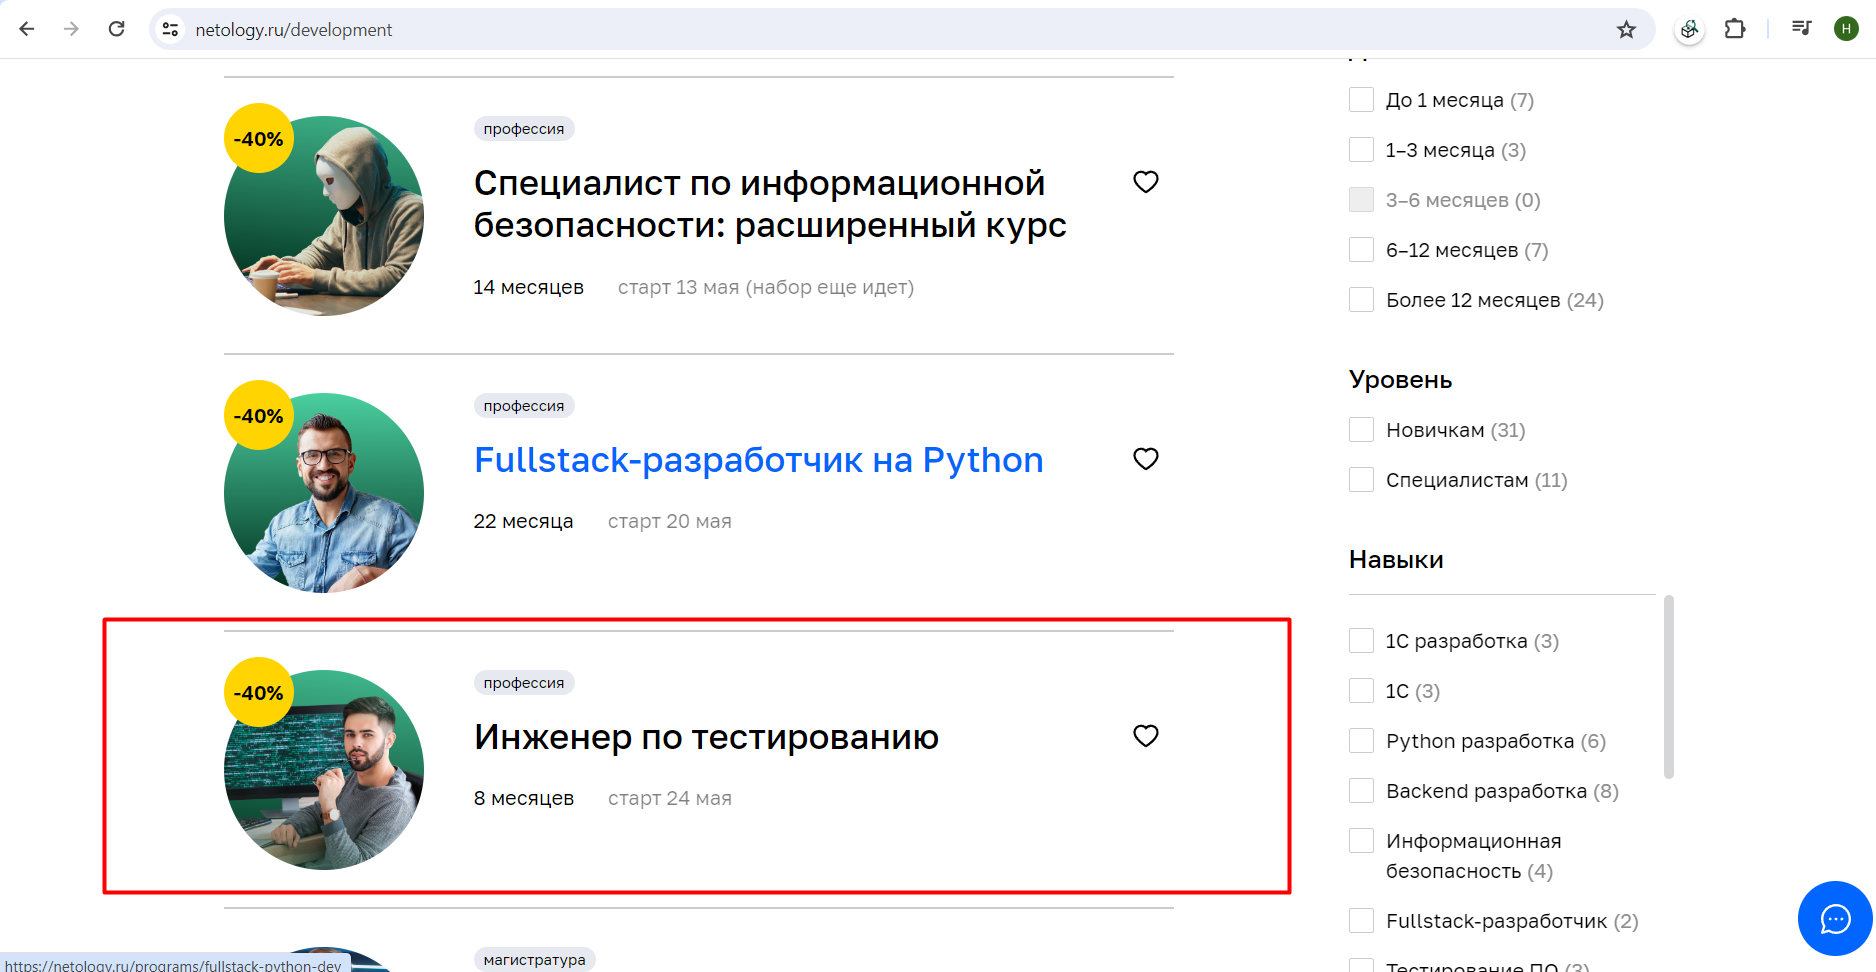 netology.ru/development
H
-40%
профессия
Специалист по информационной
безопасности: расширенный курс
14 месяцев старт 13 мая (набор еще идет)
-40%
профессия
Fullstack-разработчик на Python
22 месяца старт 20 мая
-40%
профессия
Инженер по тестированию
8 месяцев старт 24 мая
магистратура
https://netology.ru/programs/fullstack-python-dev
До 1 месяца (7)
1–3 месяца (3)
3–6 месяцев (0)
6–12 месяцев (7)
Более 12 месяцев (24)
Уровень
Новичкам (31)
Специалистам (11)
Навыки
1С разработка (3)
1С (3)
Python разработка (6)
Backend разработка (8)
Информационная
безопасность (4)
Fullstack-разработчик (2)
Тестирование ПО (3)